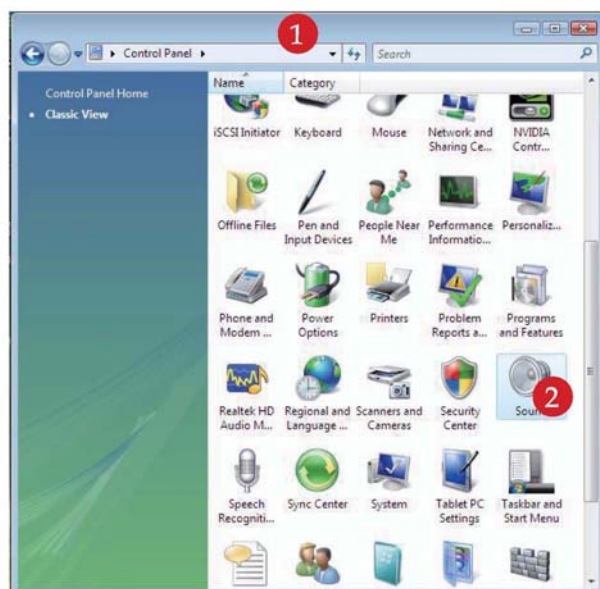 1
Control Panel
Search
Control Panel Home
Classic View
Name Category
iSCSI Initiator Keyboard Mouse Network and NVIDIA
Sharing Ce... Contr...
Offline Files Pen and People Near Performance Personaliz...
Input Devices Me Informatio...
Phone and Power Printers Problem Programs
Modem ... Options Reports a... and Features
Realtek HD Regional and Scanners and Security Soun
Audio M... Language ... Cameras Center
2
Speech Sync Center System Tablet PC Taskbar and
Recogniti... Settings Start Menu